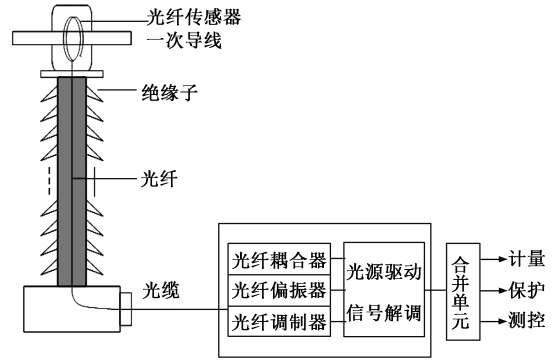 光纤传感器
一次导线
绝缘子
光纤
光缆
光纤耦合器
光纤偏振器
光纤调制器
光源驱动
信号解调
合并单元
计量
保护
测控